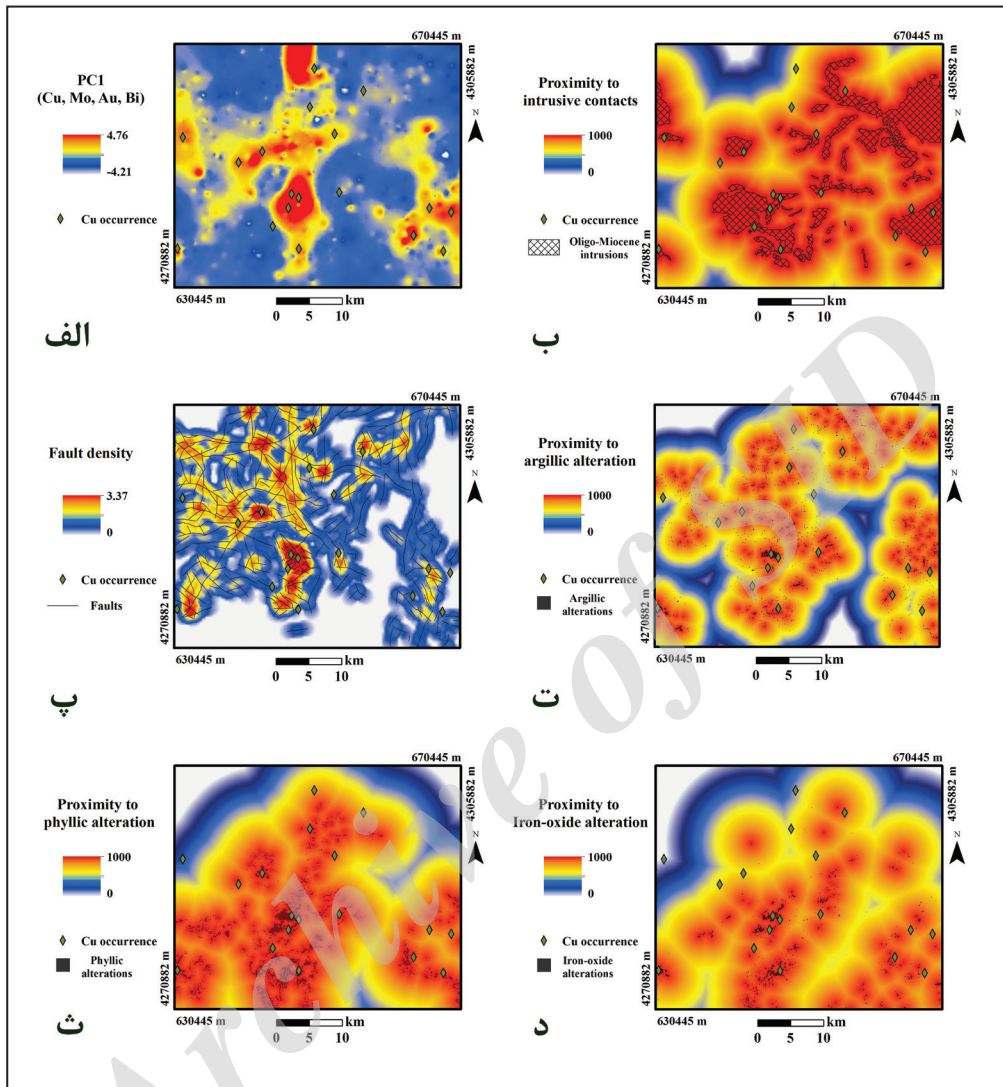 670445 m
PC1
(Cu, Mo, Au, Bi)
4.76
-4.21
Cu occurrence
4305882 m
N
4270882 m
630445 m
km
0 5 10
الف
670445 m
Proximity to
intrusive contacts
1000
0
Cu occurrence
Oligo-Miocene
intrusions
4305882 m
N
4270882 m
630445 m
km
0 5 10
ب
670445 m
Fault density
3.37
0
Cu occurrence
Faults
4305882 m
N
4270882 m
630445 m
km
0 5 10
پ
670445 m
Proximity to
argillic alteration
1000
0
Cu occurrence
Argillic
alterations
4305882 m
N
4270882 m
630445 m
km
0 5 10
ت
670445 m
Proximity to
phyllic alteration
1000
0
Cu occurrence
Phyllic
alterations
4305882 m
N
4270882 m
630445 m
km
0 5 10
ث
670445 m
Proximity to
Iron-oxide alteration
1000
0
Cu occurrence
Iron-oxide
alterations
4305882 m
N
4270882 m
630445 m
km
0 5 10
د
Archive of SID